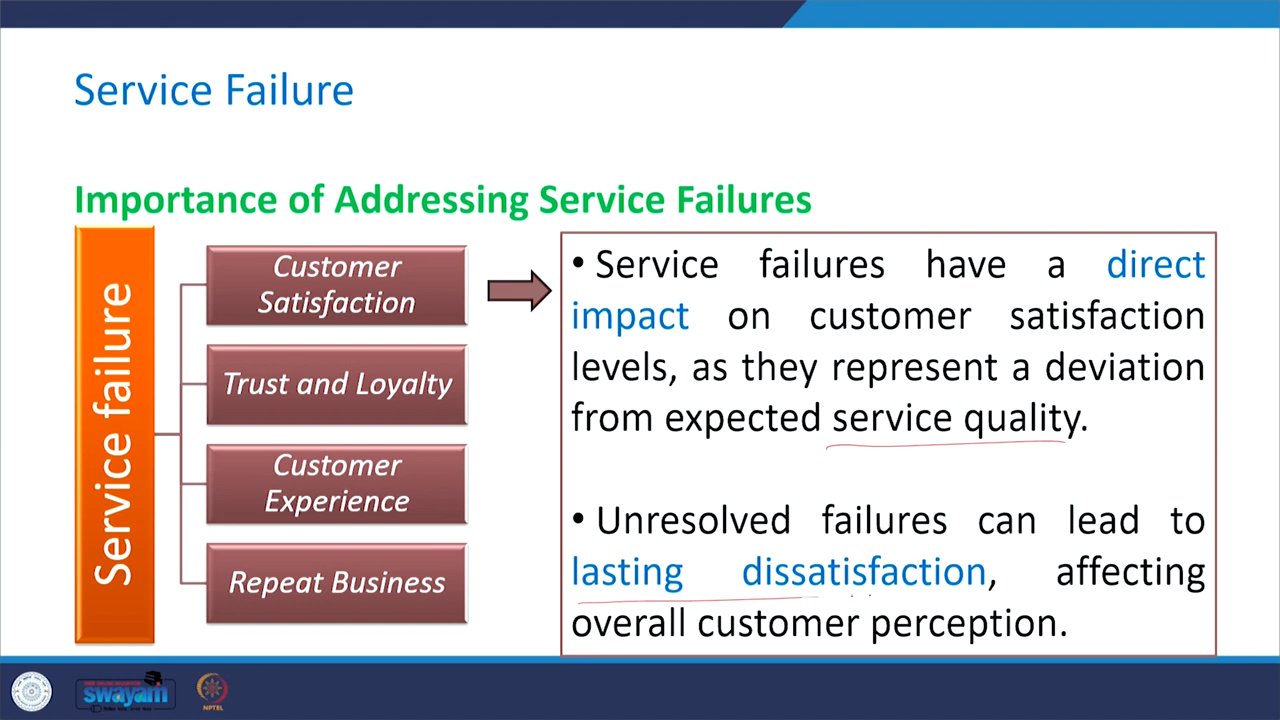 Service Failure
Importance of Addressing Service Failures
Service failure
Customer
Satisfaction
Trust and Loyalty
Customer
Experience
Repeat Business
• Service failures have a direct
impact on customer satisfaction
levels, as they represent a deviation
from expected service quality.
• Unresolved failures can lead to
lasting dissatisfaction, affecting
overall customer perception.
swayam
NPTEL